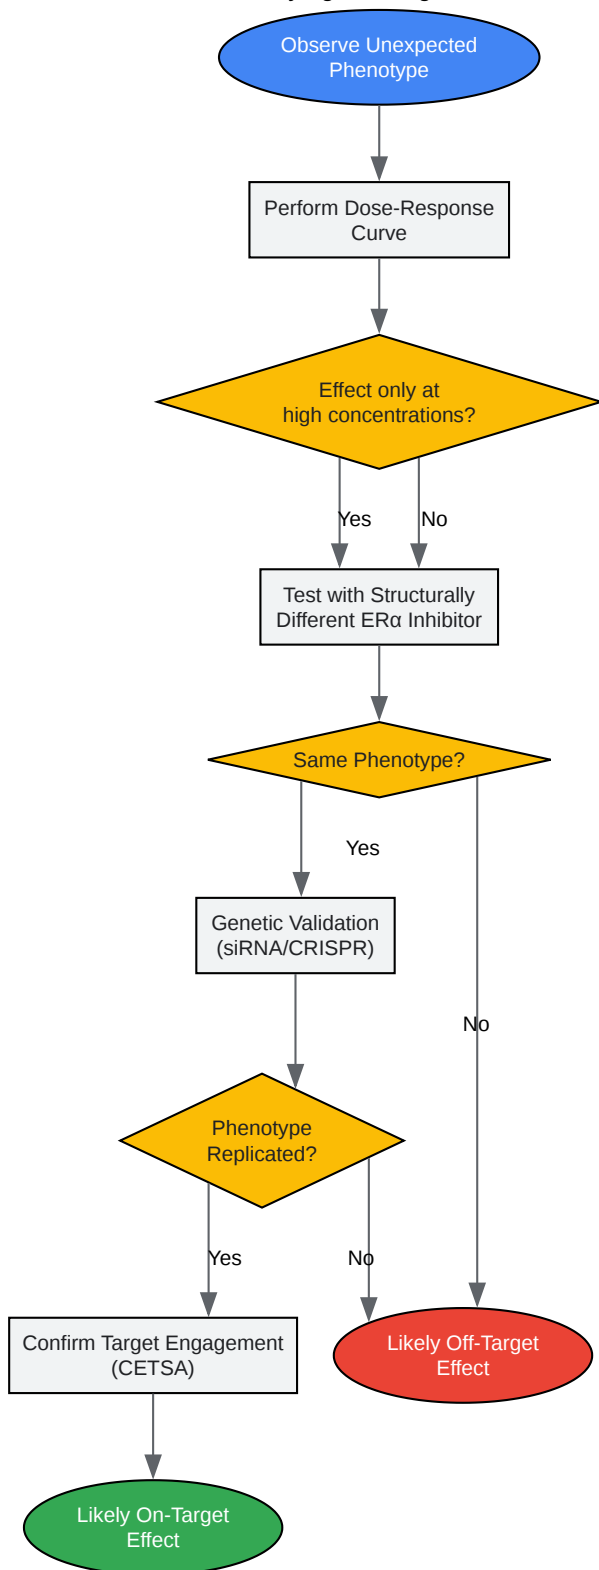 Observe Unexpected
Phenotype
Perform Dose-Response
Curve
Effect only at
high concentrations?
Yes
No
Test with Structurally
Different ERα Inhibitor
Same Phenotype?
Yes
Genetic Validation
(siRNA/CRISPR)
No
Phenotype
Replicated?
Yes
No
Confirm Target Engagement
(CETSA)
Likely Off-Target
Effect
Likely On-Target
Effect